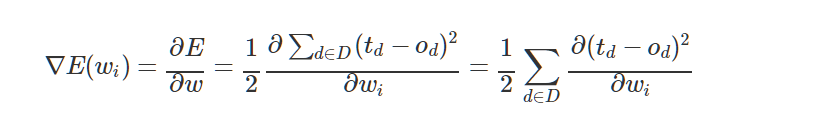 ∇E(wᵢ) = ∂E/∂w = 1/2 ∂ ∑_{d∈D}(t_d − o_d)²/∂wᵢ = 1/2 ∑_{d∈D} ∂(t_d − o_d)²/∂wᵢ